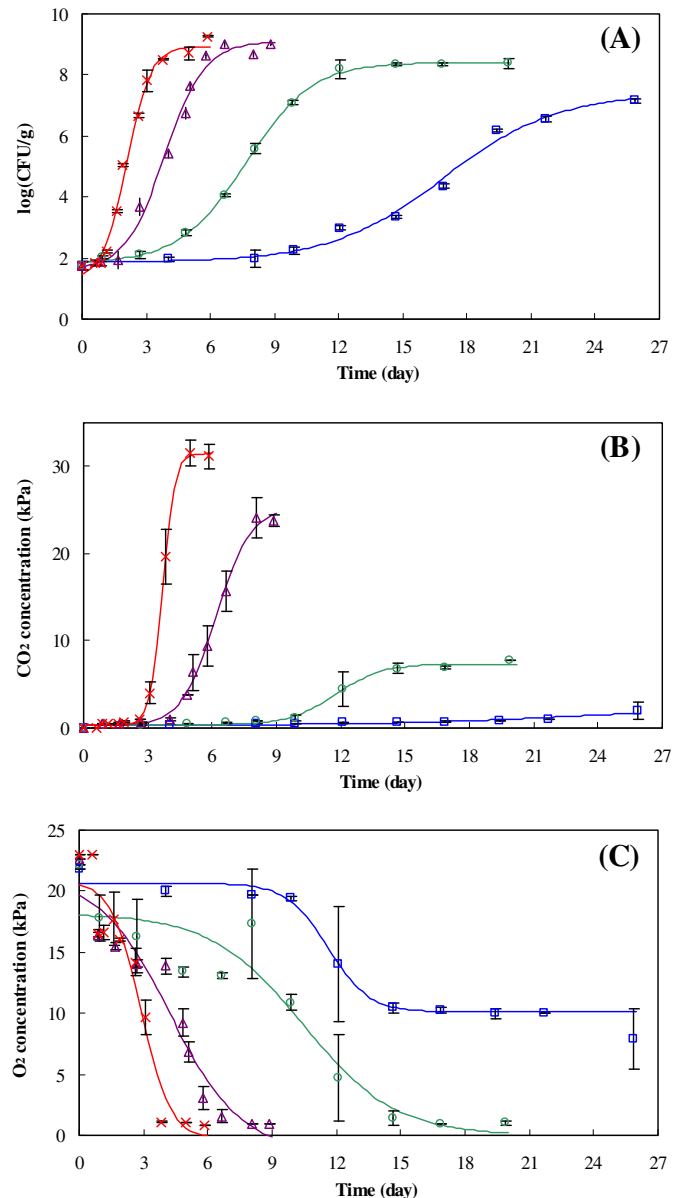 (A)
log(CFU/g)
10
8
6
4
2
0
0 3 6 9 12 15 18 21 24 27
Time (day)
(B)
CO2 concentration (kPa)
30
20
10
0
0 3 6 9 12 15 18 21 24 27
Time (day)
(C)
O2 concentration (kPa)
25
20
15
10
5
0
0 3 6 9 12 15 18 21 24 27
Time (day)